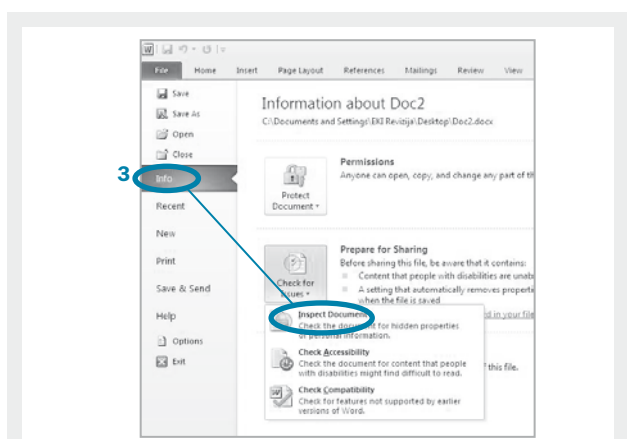 File Home Insert Page Layout References Mailings Review View
Save
Save As
Open
Close
3
Info
Recent
New
Print
Save & Send
Help
Options
Exit
Information about Doc2
C:\Documents and Settings\EKI Revizija\Desktop\Doc2.docx
Protect
Document
Permissions
Anyone can open, copy, and change any part of th
Check for
Issues
Prepare for Sharing
Before sharing this file, be aware that it contains:
Content that people with disabilities are unab
A setting that automatically removes properti
when the file is saved
d in your file
Inspect Document
Check the document for hidden properties
or personal information.
Check Accessibility
Check the document for content that people
with disabilities might find difficult to read.
Check Compatibility
Check for features not supported by earlier
versions of Word.
this file.